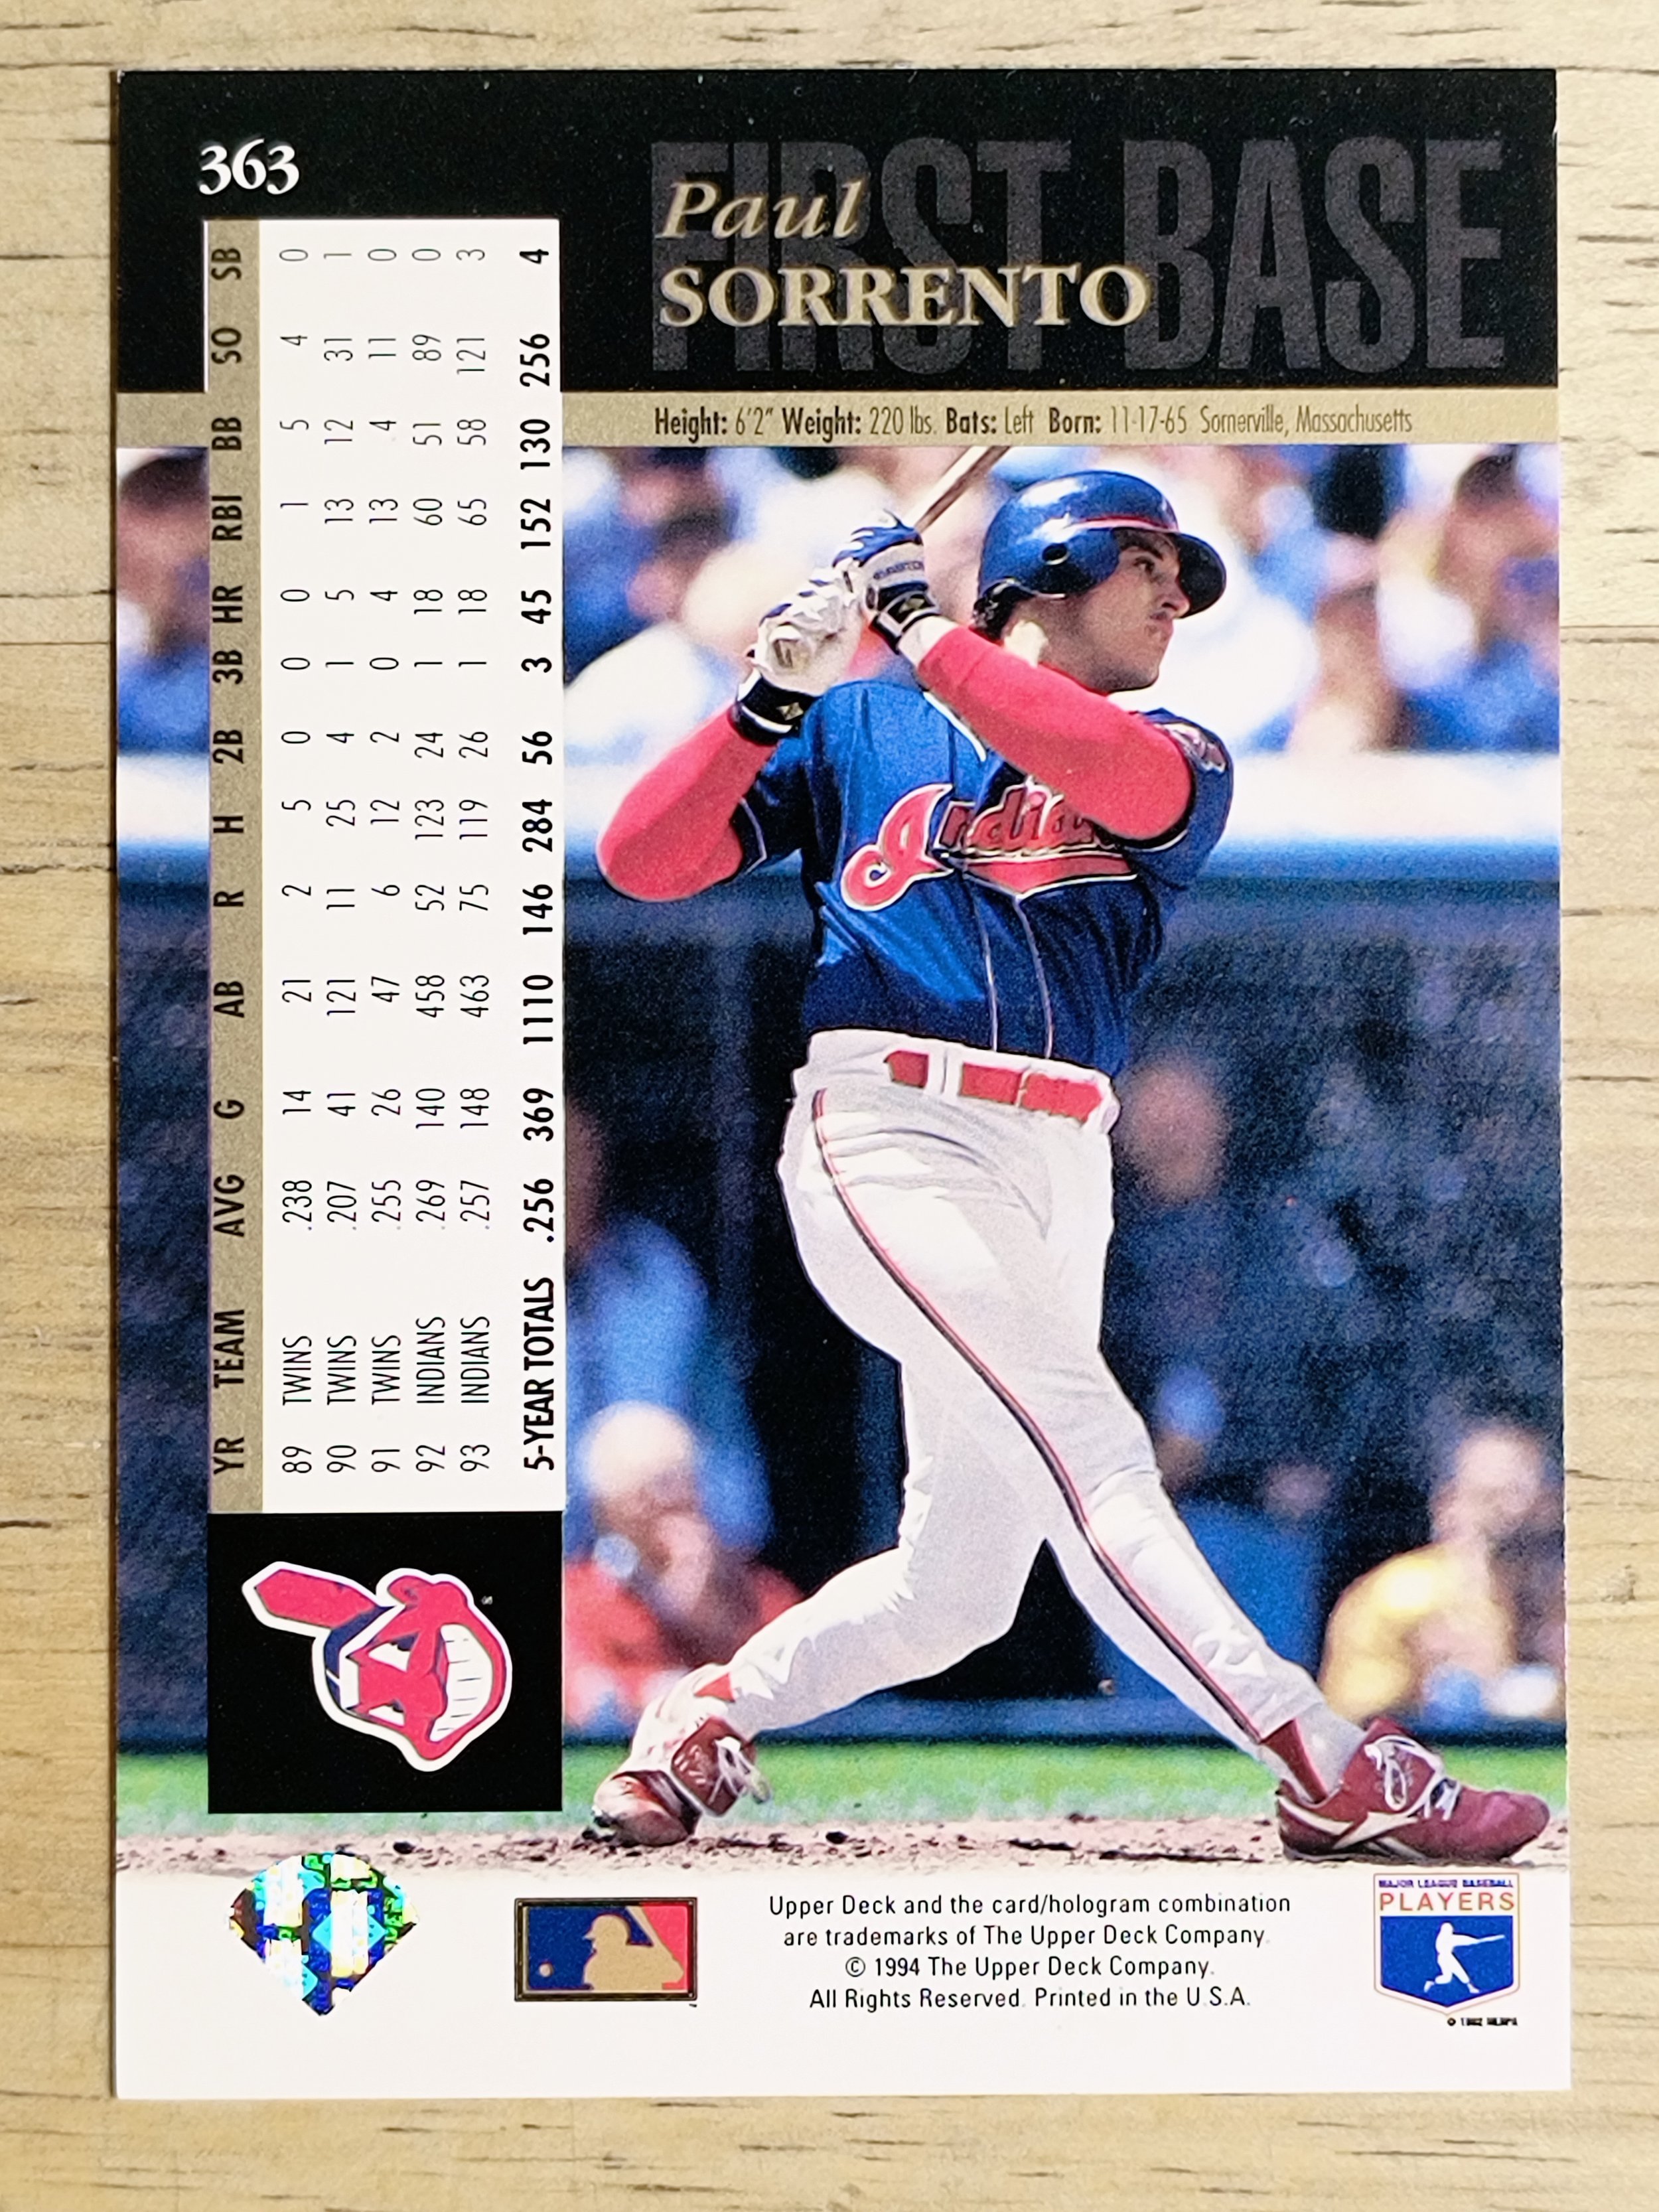 363
FIRST BASE
Paul
SORRENTO
Height: 6'2" Weight: 220 lbs. Bats: Left Born: 11-17-65 Somerville, Massachusetts
YR TEAM AVG G AB R H 2B 3B HR RBI BB SO SB
89 TWINS .238 14 21 2 5 0 0 0 1 5 4 0
90 TWINS .207 41 121 11 25 4 1 5 13 12 31 1
91 TWINS .255 26 47 6 12 2 0 4 13 4 11 0
92 INDIANS .269 140 458 52 123 24 1 18 60 51 89 0
93 INDIANS .257 148 463 75 119 26 1 18 65 58 121 3
5-YEAR TOTALS .256 369 1110 146 284 56 3 45 152 130 256 4
Indians
Upper Deck and the card/hologram combination
are trademarks of The Upper Deck Company.
© 1994 The Upper Deck Company.
All Rights Reserved. Printed in the U.S.A.
MAJOR LEAGUE BASEBALL
PLAYERS